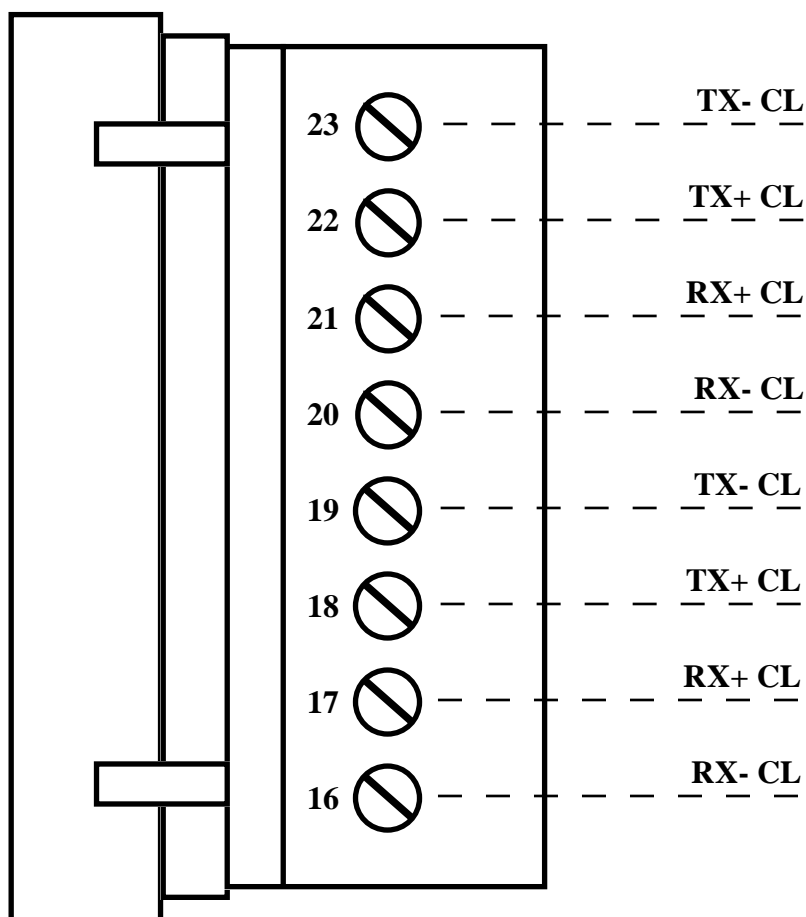 23 TX- CL
22 TX+ CL
21 RX+ CL
20 RX- CL
19 TX- CL
18 TX+ CL
17 RX+ CL
16 RX- CL